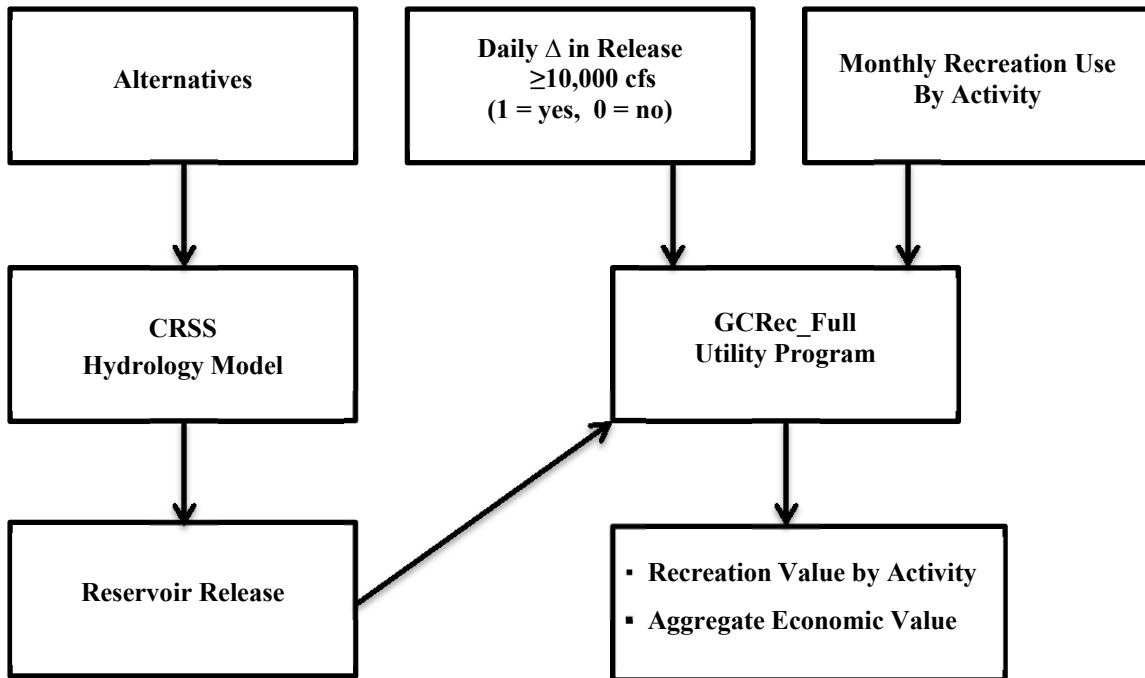 Alternatives
Daily Δ in Release
≥10,000 cfs
(1 = yes, 0 = no)
Monthly Recreation Use
By Activity
CRSS
Hydrology Model
GCRec_Full
Utility Program
Reservoir Release
▪ Recreation Value by Activity
▪ Aggregate Economic Value